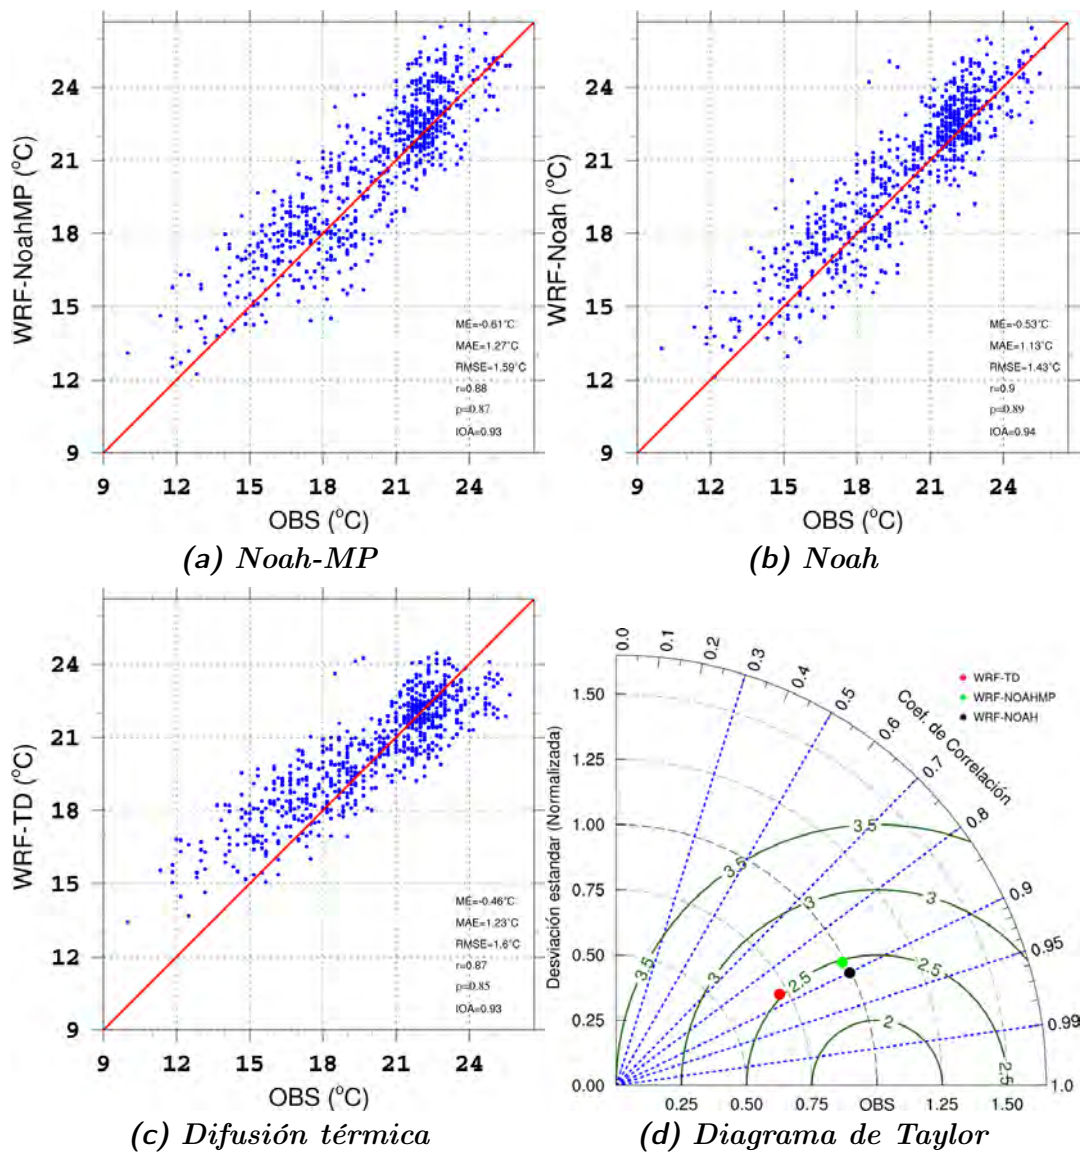 WRF-NoahMP (°C)
24
21
18
15
12
9
ME=-0.61°C
MAE=1.27°C
RMSE=1.59°C
r=0.88
p=0.87
IOA=0.93
9 12 15 18 21 24
OBS (°C)
(a) Noah-MP
WRF-Noah (°C)
24
21
18
15
12
9
ME=-0.53°C
MAE=1.13°C
RMSE=1.43°C
r=0.9
p=0.89
IOA=0.94
9 12 15 18 21 24
OBS (°C)
(b) Noah
WRF-TD (°C)
24
21
18
15
12
9
ME=-0.46°C
MAE=1.23°C
RMSE=1.6°C
r=0.87
p=0.85
IOA=0.93
9 12 15 18 21 24
OBS (°C)
(c) Difusión térmica
Desviación estandar (Normalizada)
1.50
1.25
1.00
0.75
0.50
0.25
0.00
0.25 0.50 0.75 OBS 1.25 1.50
0.0
0.1
0.2
0.3
0.4
0.5
0.6
0.7
0.8
0.9
0.95
0.99
1.0
Coef. de Correlación
WRF-TD
WRF-NOAHMP
WRF-NOAH
3.5
3.5
3.5
3
3
3
2.5
2.5
2.5
2
(d) Diagrama de Taylor